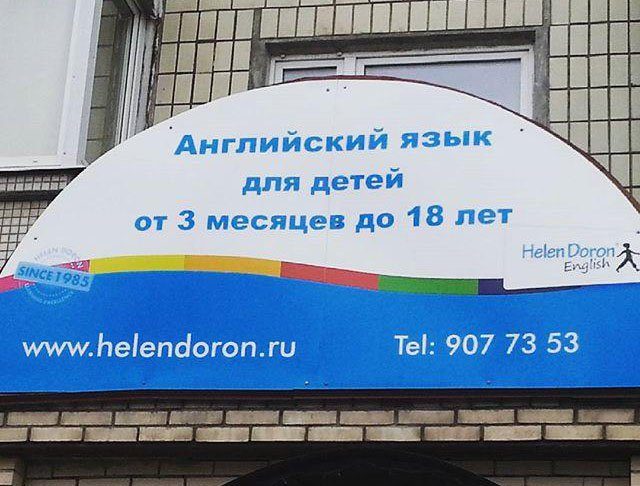 Английский язык
для детей
от 3 месяцев до 18 лет
Helen Doron
English
SINCE 1985
www.helendoron.ru
Tel: 907 73 53